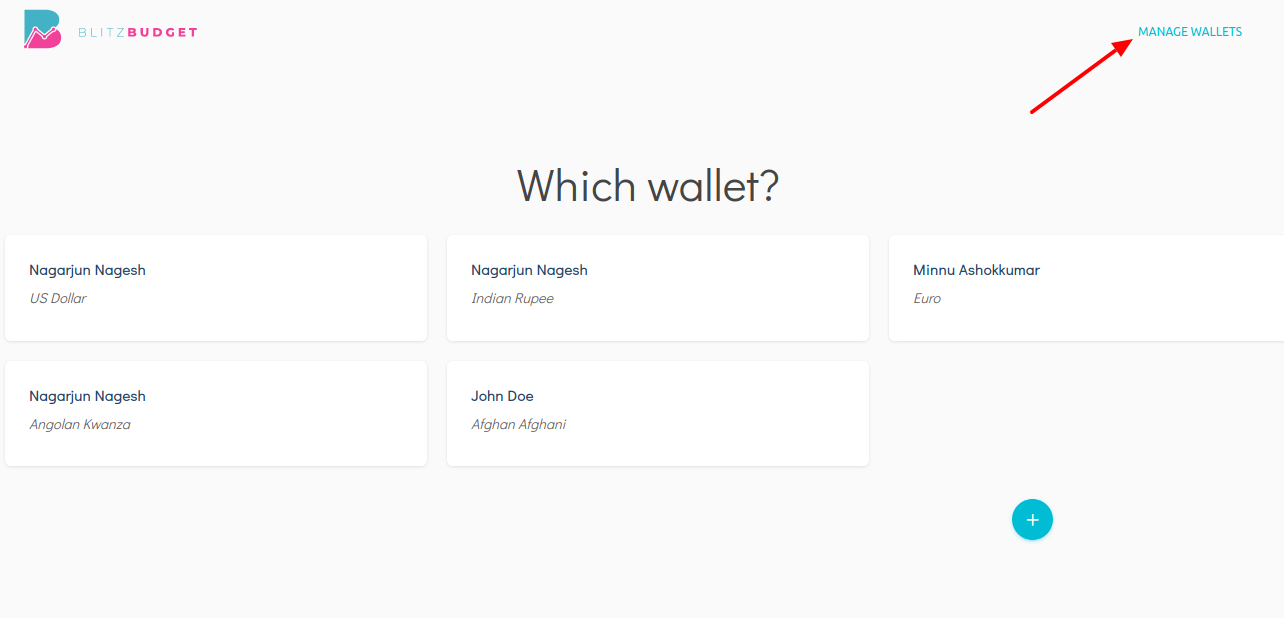 BLITZBUDGET
MANAGE WALLETS
Which wallet?
Nagarjun Nagesh
US Dollar
Nagarjun Nagesh
Indian Rupee
Minnu Ashokkumar
Euro
Nagarjun Nagesh
Angolan Kwanza
John Doe
Afghan Afghani
+